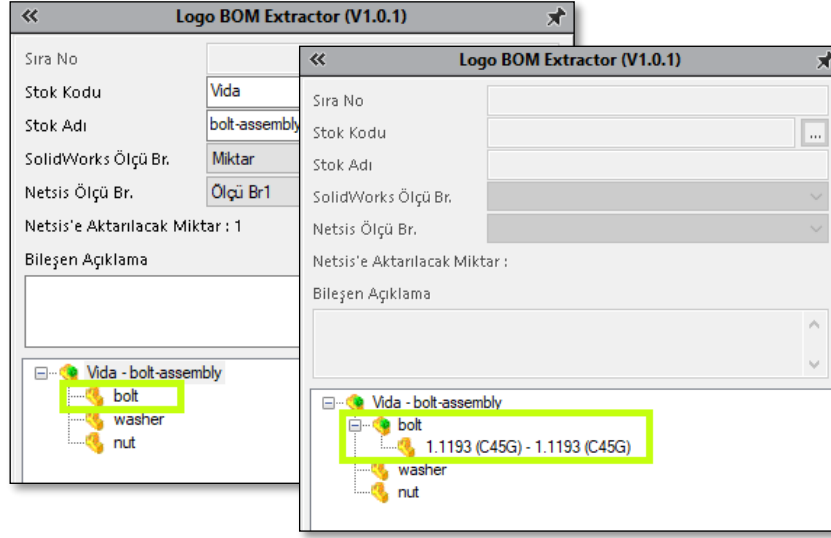 Logo BOM Extractor (V1.0.1)
Sıra No
Stok Kodu Vida
Stok Adı bolt-assembly
SolidWorks Ölçü Br. Miktar
Netsis Ölçü Br. Ölçü Br1
Netsis'e Aktarılacak Miktar : 1
Bileşen Açıklama
Vida - bolt-assembly
bolt
washer
nut
Logo BOM Extractor (V1.0.1)
Sıra No
Stok Kodu ...
Stok Adı
SolidWorks Ölçü Br.
Netsis Ölçü Br.
Netsis'e Aktarılacak Miktar :
Bileşen Açıklama
Vida - bolt-assembly
bolt
1.1193 (C45G) - 1.1193 (C45G)
washer
nut